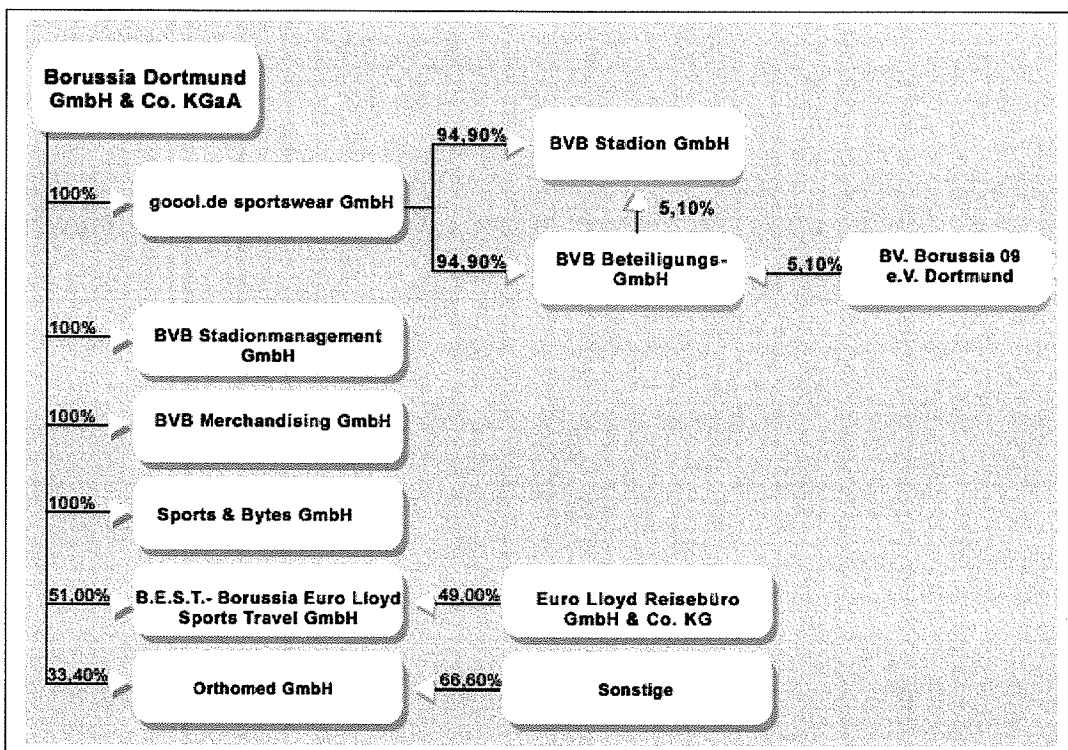 Borussia Dortmund
GmbH & Co. KGaA
94,90%
BVB Stadion GmbH
100%
goool.de sportswear GmbH
5,10%
94,90%
BVB Beteiligungs-
GmbH
5,10%
BV. Borussia 09
e.V. Dortmund
100%
BVB Stadionmanagement
GmbH
100%
BVB Merchandising GmbH
100%
Sports & Bytes GmbH
51,00%
B.E.S.T.- Borussia Euro Lloyd
Sports Travel GmbH
49,00%
Euro Lloyd Reisebüro
GmbH & Co. KG
33,40%
Orthomed GmbH
66,60%
Sonstige